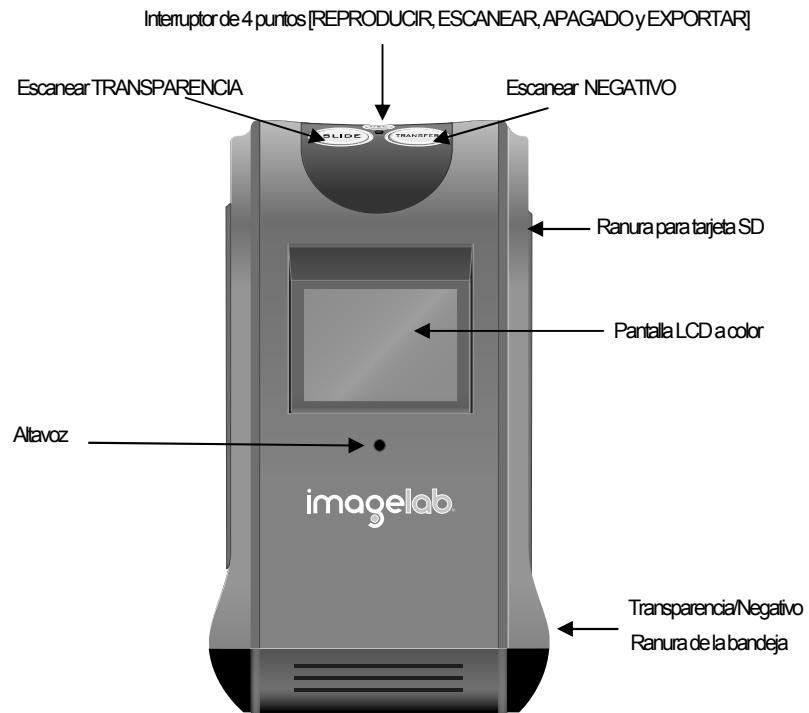 Interruptor de 4 puntos [REPRODUCIR, ESCANEAR, APAGADO y EXPORTAR]
Escanear TRANSPARENCIA
Escanear NEGATIVO
SLIDE
TRANSFER
Ranura para tarjeta SD
Pantalla LCD a color
Altavoz
imagelab
Transparencia/Negativo
Ranura de la bandeja